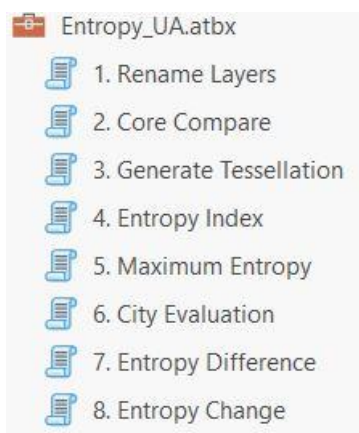 Entropy_UA.atbx
1. Rename Layers
2. Core Compare
3. Generate Tessellation
4. Entropy Index
5. Maximum Entropy
6. City Evaluation
7. Entropy Difference
8. Entropy Change